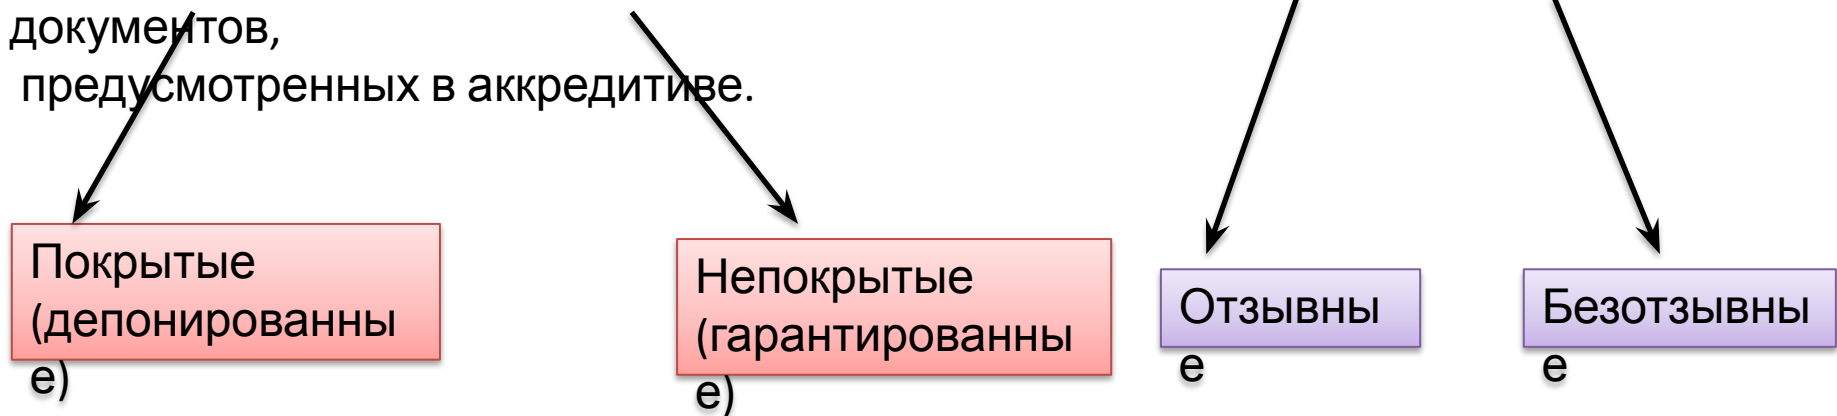 документов,
предусмотренных в аккредитиве.
Покрытые
(депонированны
е)
Непокрытые
(гарантированны
е)
Отзывны
е
Безотзывны
е